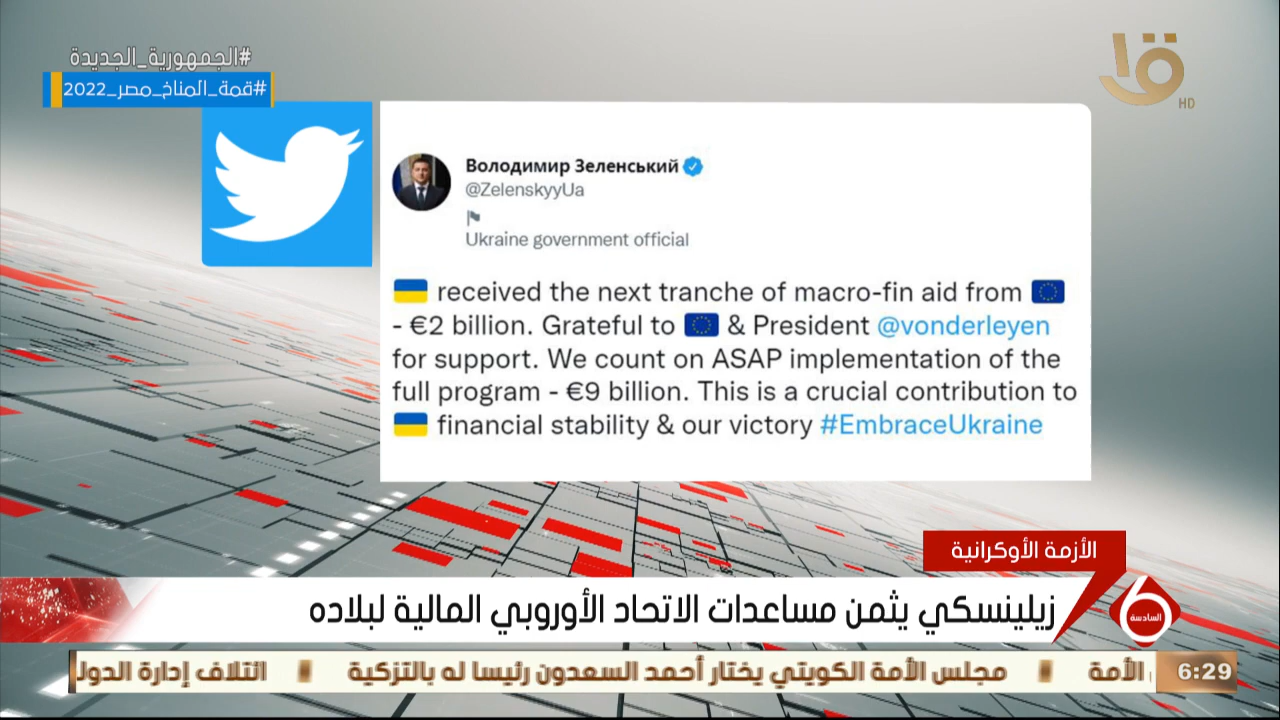 #الجمهورية_الجديدة
#قمة_المناخ_مصر_2022
HD
Володимир Зеленський
@ZelenskyyUa
Ukraine government official
🇺🇦 received the next tranche of macro-fin aid from 🇪🇺
- €2 billion. Grateful to 🇪🇺 & President @vonderleyen
for support. We count on ASAP implementation of the
full program - €9 billion. This is a crucial contribution to
🇺🇦 financial stability & our victory #EmbraceUkraine
الأزمة الأوكرانية
زيلينسكي يثمن مساعدات الاتحاد الأوروبي المالية لبلاده
السادسة
6:29 الأمة ▪ مجلس الأمة الكويتي يختار أحمد السعدون رئيسا له بالتزكية ▪ ائتلاف إدارة الدول